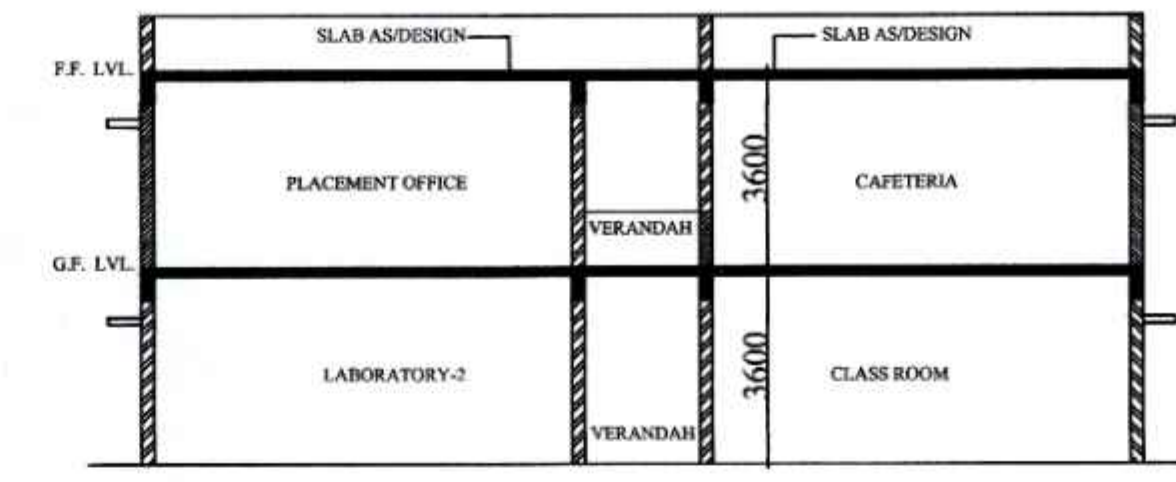 SLAB AS/DESIGN
SLAB AS/DESIGN
F.F. LVL.
3600
PLACEMENT OFFICE
CAFETERIA
VERANDAH
G.F. LVL.
3600
LABORATORY-2
CLASS ROOM
VERANDAH